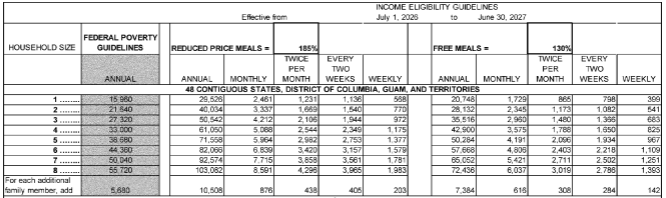 INCOME ELIGIBILITY GUIDELINES
Effective from July 1, 2026 to June 30, 2027
FEDERAL POVERTY
HOUSEHOLD SIZE GUIDELINES REDUCED PRICE MEALS = 185% FREE MEALS = 130%
TWICE EVERY TWICE EVERY
PER TWO PER TWO
ANNUAL ANNUAL MONTHLY MONTH WEEKS WEEKLY ANNUAL MONTHLY MONTH WEEKS WEEKLY
48 CONTIGUOUS STATES, DISTRICT OF COLUMBIA, GUAM, AND TERRITORIES
1 ........ 15,960 29,526 2,461 1,231 1,136 568 20,748 1,729 865 798 399
2 ........ 21,640 40,034 3,337 1,669 1,540 770 28,132 2,345 1,173 1,082 541
3 ........ 27,320 50,542 4,212 2,106 1,944 972 35,516 2,960 1,480 1,366 683
4 ........ 33,000 61,050 5,088 2,544 2,349 1,175 42,900 3,575 1,788 1,650 825
5 ........ 38,680 71,558 5,964 2,982 2,753 1,377 50,284 4,191 2,096 1,934 967
6 ........ 44,360 82,066 6,839 3,420 3,157 1,579 57,668 4,806 2,403 2,218 1,109
7 ........ 50,040 92,574 7,715 3,858 3,561 1,781 65,052 5,421 2,711 2,502 1,251
8 ........ 55,720 103,082 8,591 4,296 3,965 1,983 72,436 6,037 3,019 2,786 1,393
For each additional
family member, add 5,680 10,508 876 438 405 203 7,384 616 308 284 142